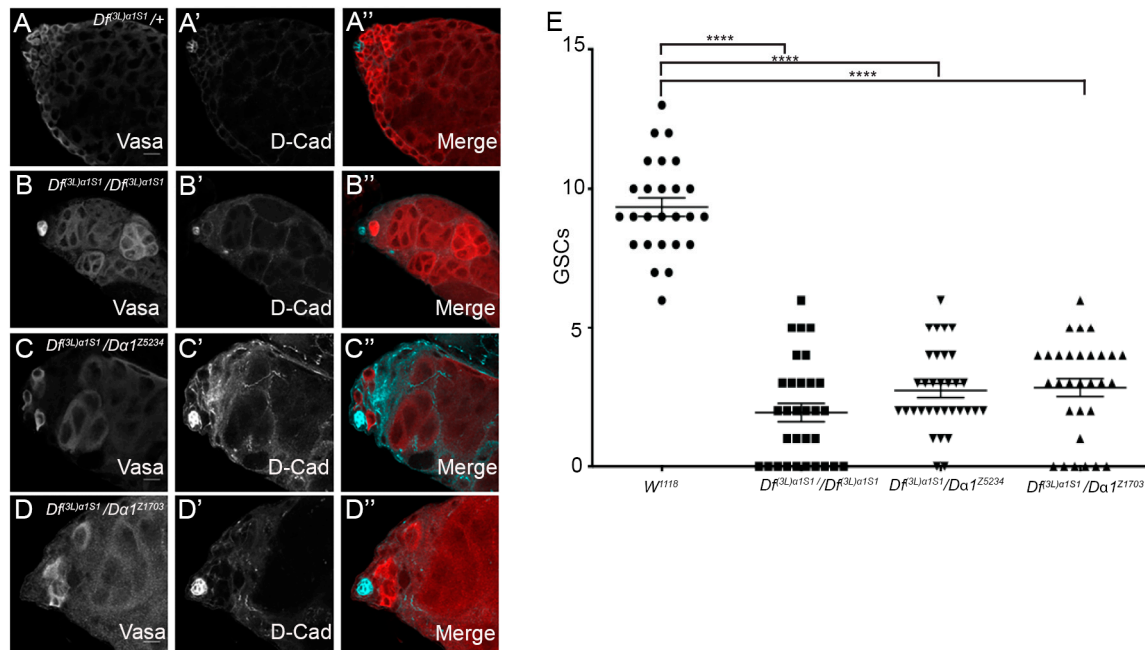 A Df(3L)α1S1/+
Vasa
A'
D-Cad
A''
Merge
B Df(3L)α1S1/Df(3L)α1S1
Vasa
B'
D-Cad
B''
Merge
C Df(3L)α1S1/Dα1Z5234
Vasa
C'
D-Cad
C''
Merge
D Df(3L)α1S1/Dα1Z1703
Vasa
D'
D-Cad
D''
Merge
E
****
****
****
15
10
5
0
GSCs
W1118
Df(3L)α1S1/Df(3L)α1S1
Df(3L)α1S1/Dα1Z5234
Df(3L)α1S1/Dα1Z1703